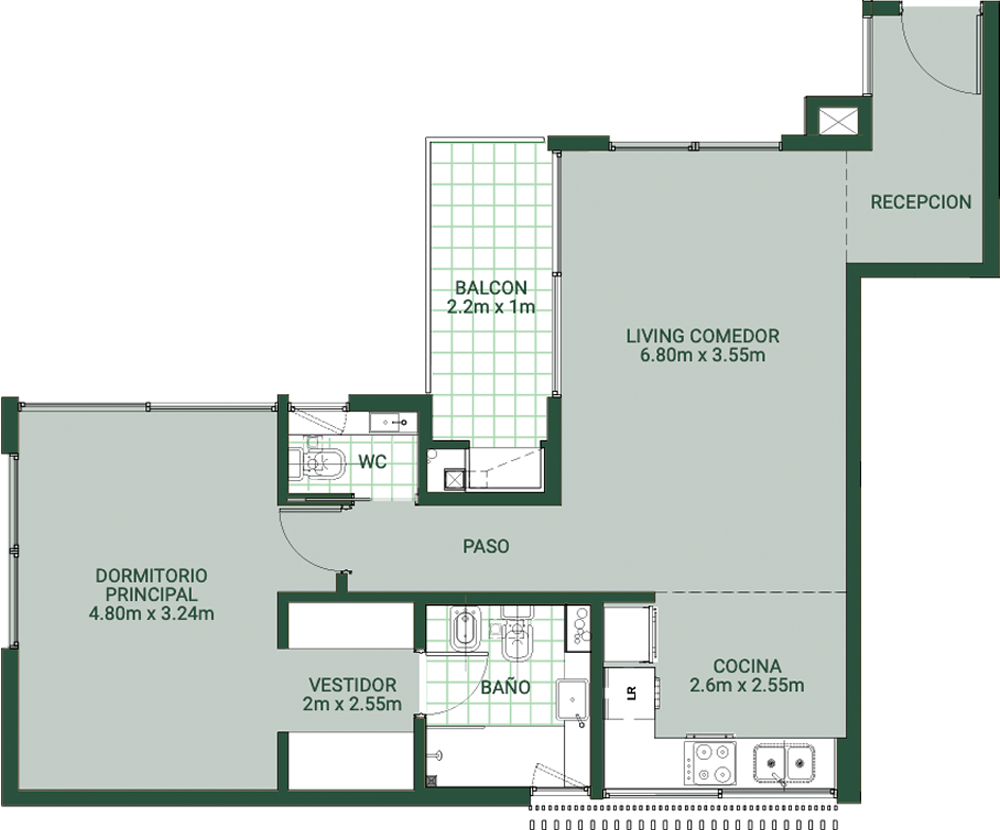 RECEPCION
BALCON
2.2m x 1m
LIVING COMEDOR
6.80m x 3.55m
WC
PASO
DORMITORIO
PRINCIPAL
4.80m x 3.24m
VESTIDOR
2m x 2.55m
BAÑO
COCINA
2.6m x 2.55m
LR